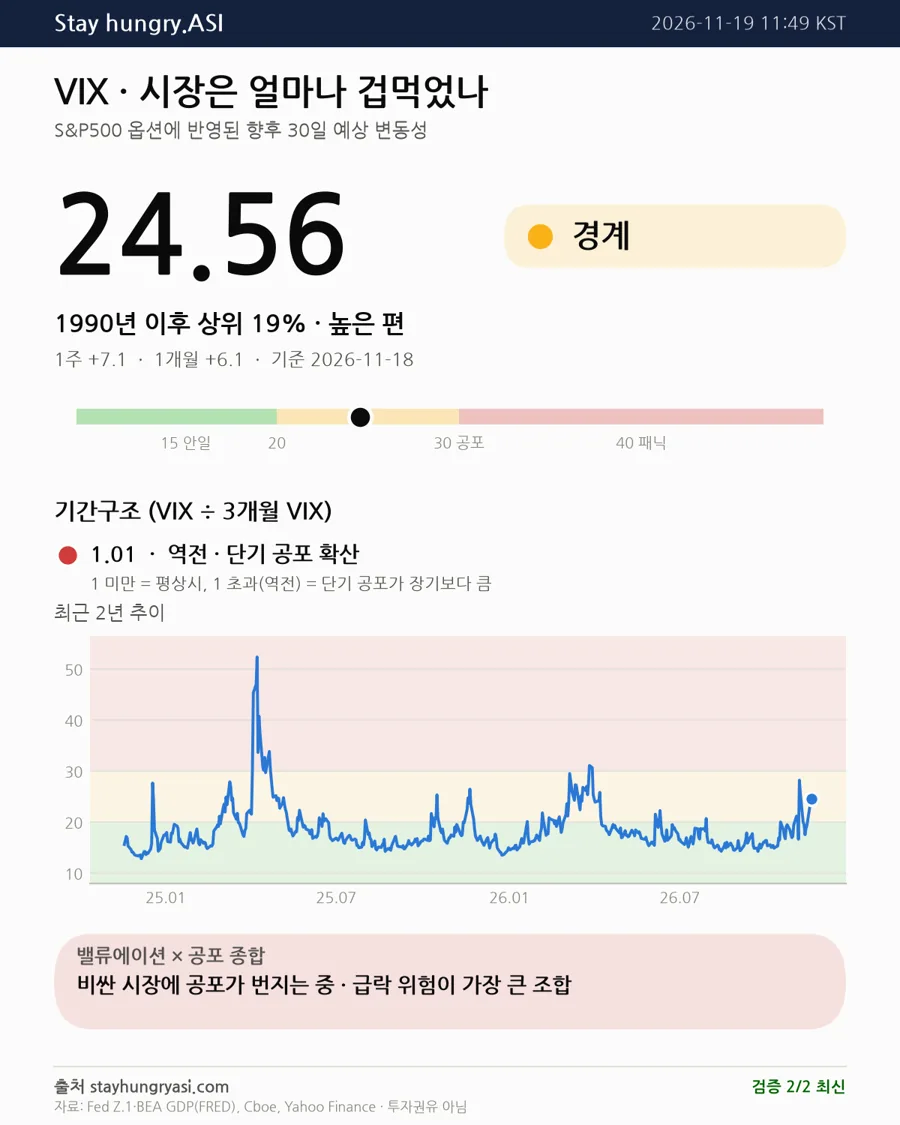 Stay hungry.ASI
2026-11-19 11:49 KST
VIX · 시장은 얼마나 겁먹었나
S&P500 옵션에 반영된 향후 30일 예상 변동성
24.56
경계
1990년 이후 상위 19% · 높은 편
1주 +7.1 · 1개월 +6.1 · 기준 2026-11-18
15 안일 20 30 공포 40 패닉
기간구조 (VIX ÷ 3개월 VIX)
1.01 · 역전 · 단기 공포 확산
1 미만 = 평상시, 1 초과(역전) = 단기 공포가 장기보다 큼
최근 2년 추이
50
40
30
20
10
25.01 25.07 26.01 26.07
밸류에이션 × 공포 종합
비싼 시장에 공포가 번지는 중 · 급락 위험이 가장 큰 조합
출처 stayhungryasi.com
검증 2/2 최신
자료: Fed Z.1·BEA GDP(FRED), Cboe, Yahoo Finance · 투자권유 아님